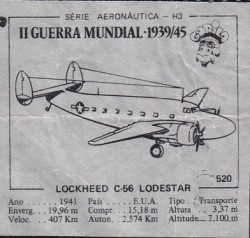 SÉRIE AERONÁUTICA - H3
II GUERRA MUNDIAL-1939/45
520
LOCKHEED C-56 LODESTAR
Ano ..... 1941 País ..... E.U.A. Tipo . Transporte
Enverg. . 19,96 m Compr. . . 15,18 m Altura . . . 3,37 m
Veloc. . . 407 Km Auton. . 2.574 Km Altitude . 7.100 m